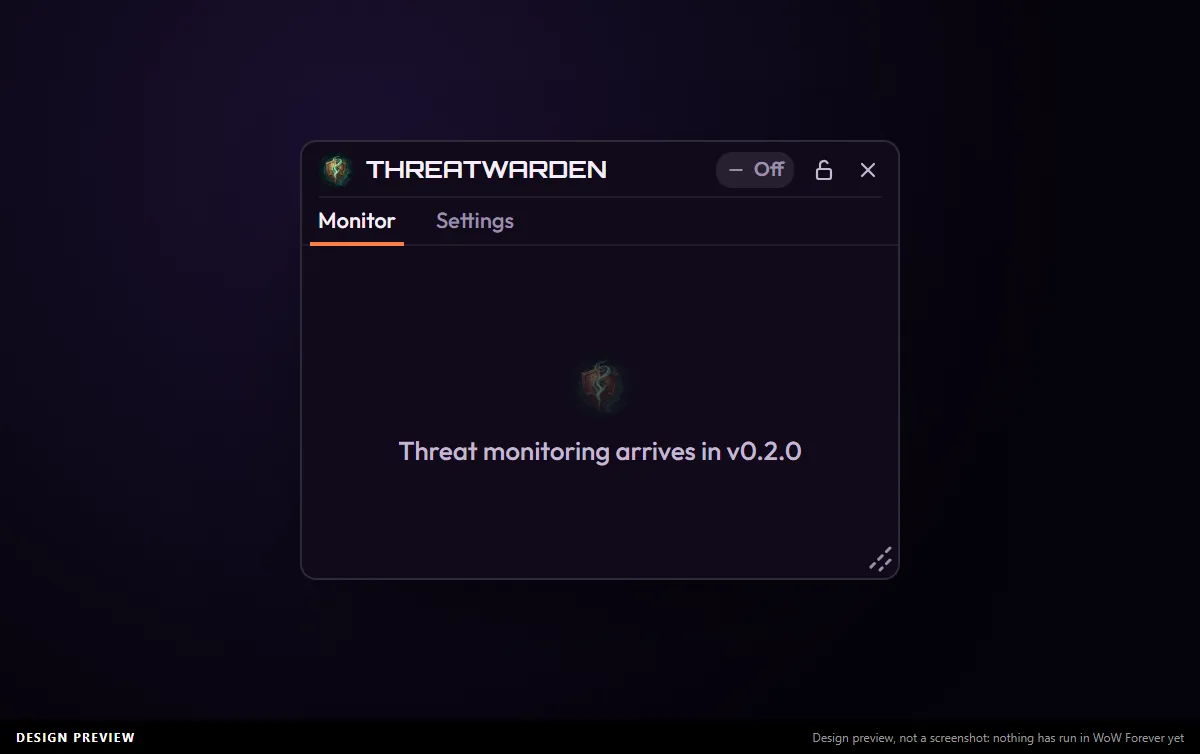 THREATWARDEN
— Off
Monitor Settings
Threat monitoring arrives in v0.2.0
DESIGN PREVIEW
Design preview, not a screenshot: nothing has run in WoW Forever yet